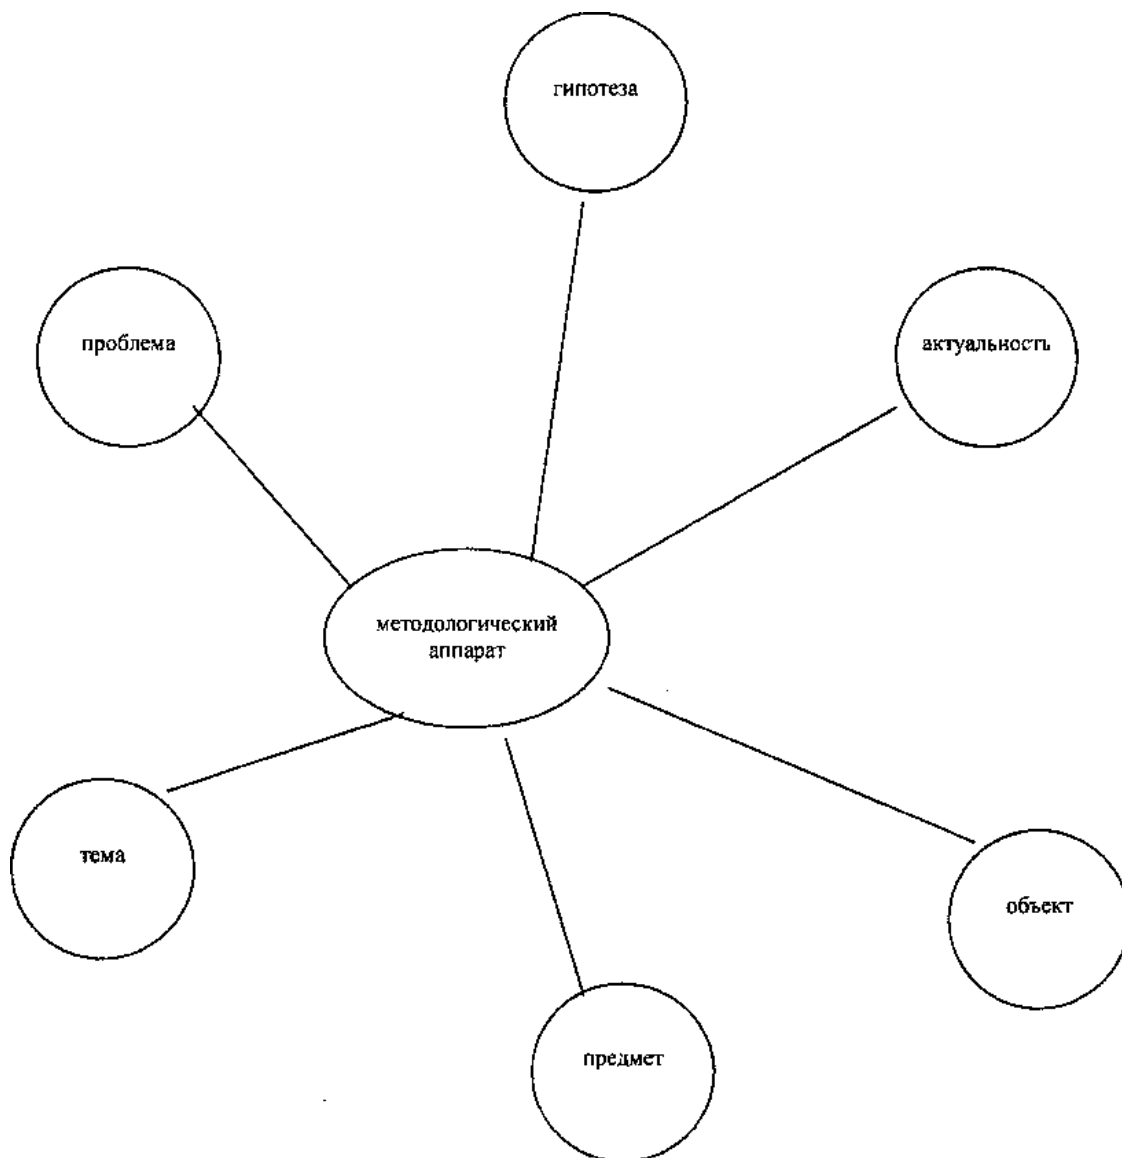 гипотеза
проблема
актуальность
методологический
аппарат
тема
объект
предмет